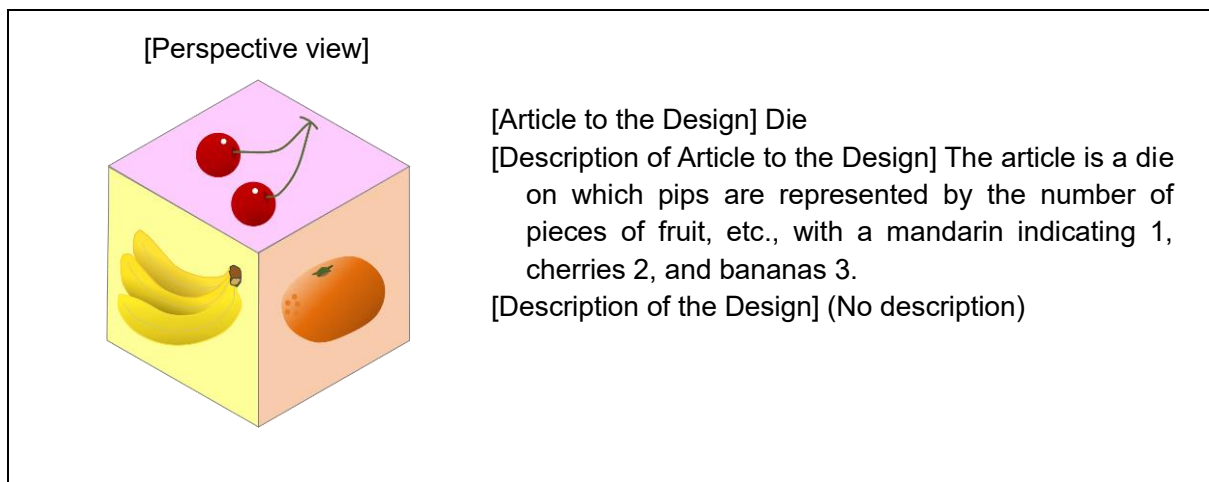 [Perspective view]
[Article to the Design] Die
[Description of Article to the Design] The article is a die
on which pips are represented by the number of
pieces of fruit, etc., with a mandarin indicating 1,
cherries 2, and bananas 3.
[Description of the Design] (No description)